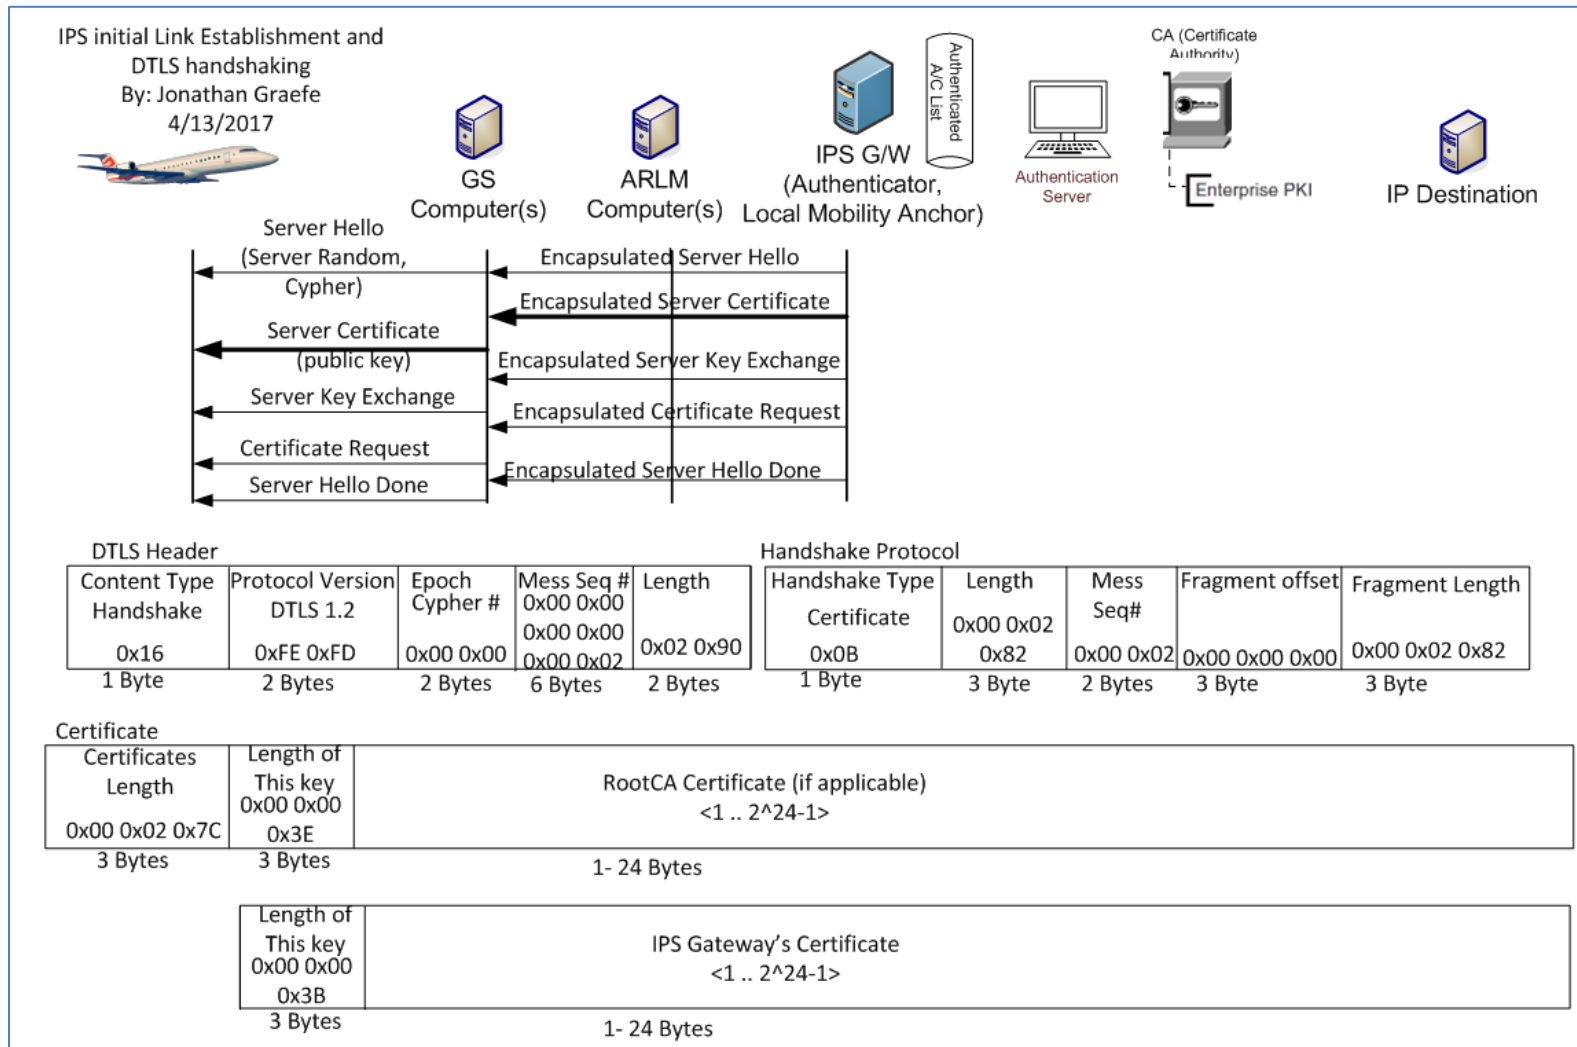 IPS initial Link Establishment and
DTLS handshaking
By: Jonathan Graefe
4/13/2017
GS
Computer(s)
ARLM
Computer(s)
IPS G/W
(Authenticator,
Local Mobility Anchor)
Authenticated
A/C List
Authentication
Server
CA (Certificate
Authority)
Enterprise PKI
IP Destination
Server Hello
(Server Random,
Cypher)
Encapsulated Server Hello
Encapsulated Server Certificate
Server Certificate
(public key)
Encapsulated Server Key Exchange
Server Key Exchange
Encapsulated Certificate Request
Certificate Request
Encapsulated Server Hello Done
Server Hello Done
DTLS Header
Content Type
Handshake
0x16
1 Byte
Protocol Version
DTLS 1.2
0xFE 0xFD
2 Bytes
Epoch
Cypher #
0x00 0x00
2 Bytes
Mess Seq #
0x00 0x00
0x00 0x00
0x00 0x02
6 Bytes
Length
0x02 0x90
2 Bytes
Handshake Protocol
Handshake Type
Certificate
0x0B
1 Byte
Length
0x00 0x02
0x82
3 Byte
Mess
Seq#
0x00 0x02
2 Bytes
Fragment offset
0x00 0x00 0x00
3 Byte
Fragment Length
0x00 0x02 0x82
3 Byte
Certificate
Certificates
Length
0x00 0x02 0x7C
3 Bytes
Length of
This key
0x00 0x00
0x3E
3 Bytes
RootCA Certificate (if applicable)
<1 .. 2^24-1>
1- 24 Bytes
Length of
This key
0x00 0x00
0x3B
3 Bytes
IPS Gateway's Certificate
<1 .. 2^24-1>
1- 24 Bytes